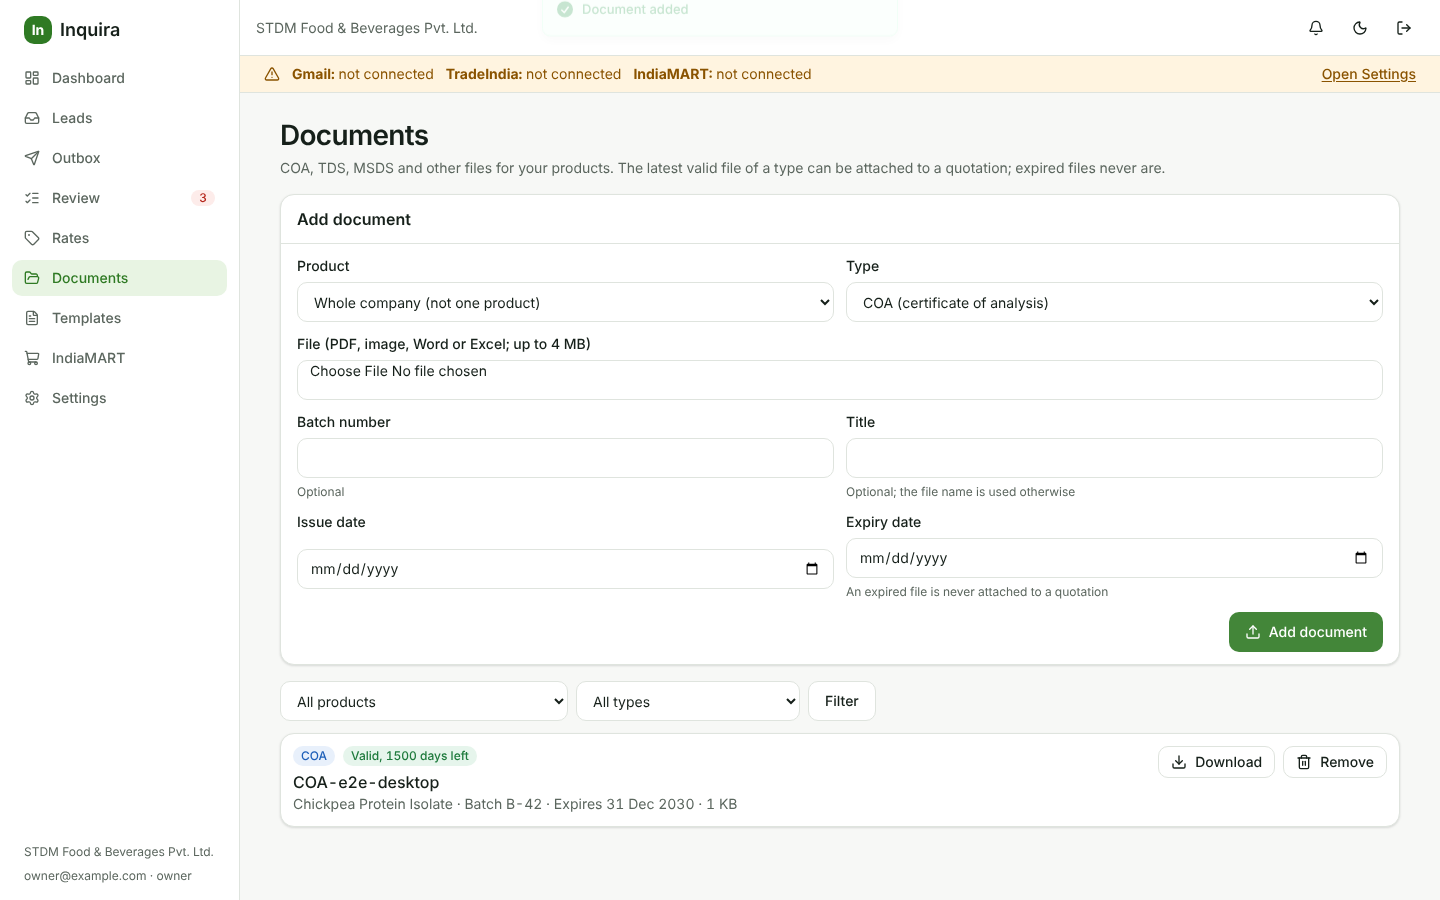 In Inquira
STDM Food & Beverages Pvt. Ltd.
Document added
Dashboard
Leads
Outbox
Review 3
Rates
Documents
Templates
IndiaMART
Settings
STDM Food & Beverages Pvt. Ltd.
owner@example.com · owner
Gmail: not connected TradeIndia: not connected IndiaMART: not connected Open Settings
Documents
COA, TDS, MSDS and other files for your products. The latest valid file of a type can be attached to a quotation; expired files never are.
Add document
Product Type
Whole company (not one product) COA (certificate of analysis)
File (PDF, image, Word or Excel; up to 4 MB)
Choose File No file chosen
Batch number Title
Optional Optional; the file name is used otherwise
Issue date Expiry date
mm/dd/yyyy mm/dd/yyyy
An expired file is never attached to a quotation
Add document
All products All types Filter
COA Valid, 1500 days left Download Remove
COA-e2e-desktop
Chickpea Protein Isolate · Batch B-42 · Expires 31 Dec 2030 · 1 KB